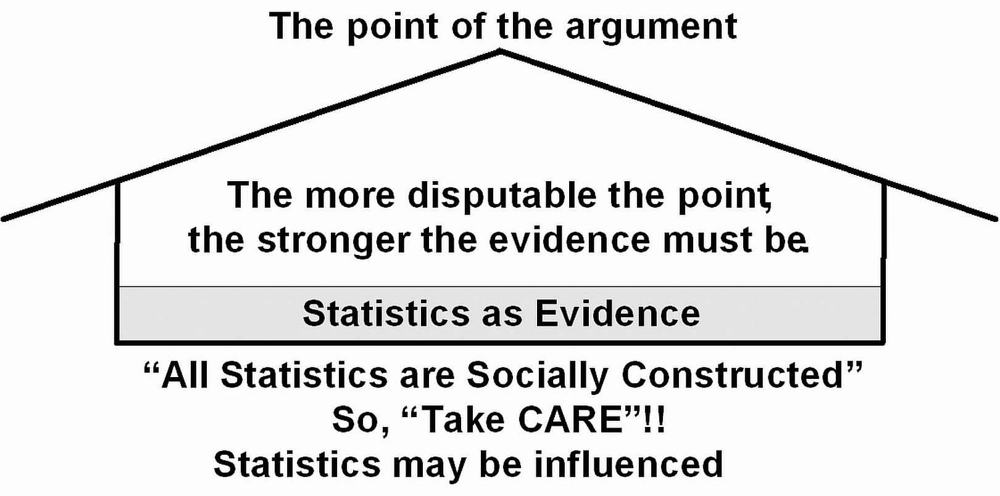 The point of the argument
The more disputable the point,
the stronger the evidence must be.
Statistics as Evidence
“All Statistics are Socially Constructed”
So, “Take CARE”!!
Statistics may be influenced